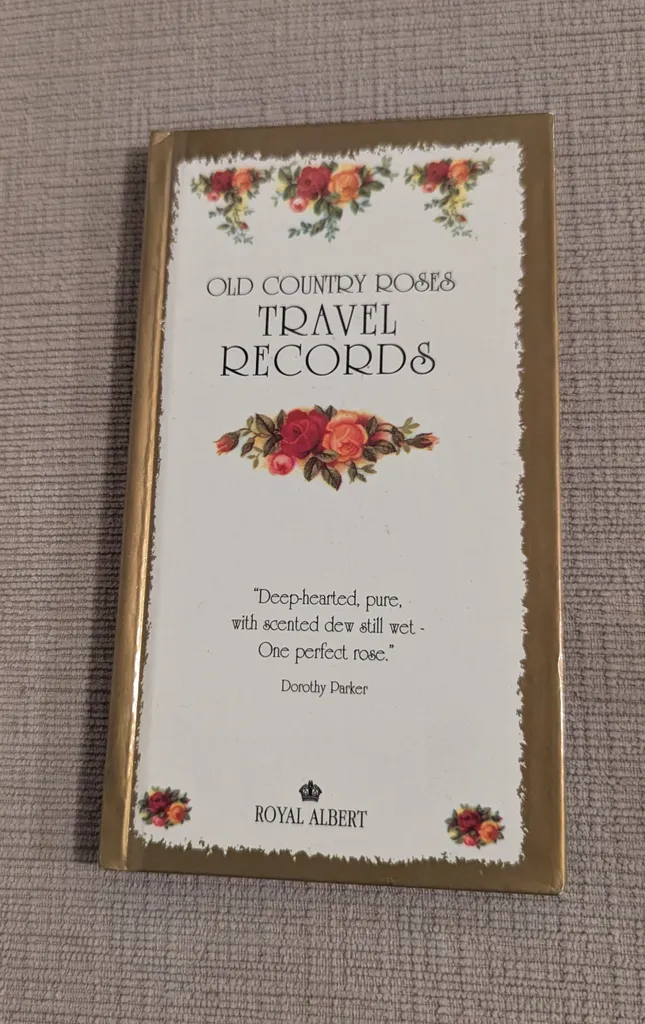 OLD COUNTRY ROSES
TRAVEL
RECORDS
"Deep-hearted, pure,
with scented dew still wet -
One perfect rose."
Dorothy Parker
ROYAL ALBERT